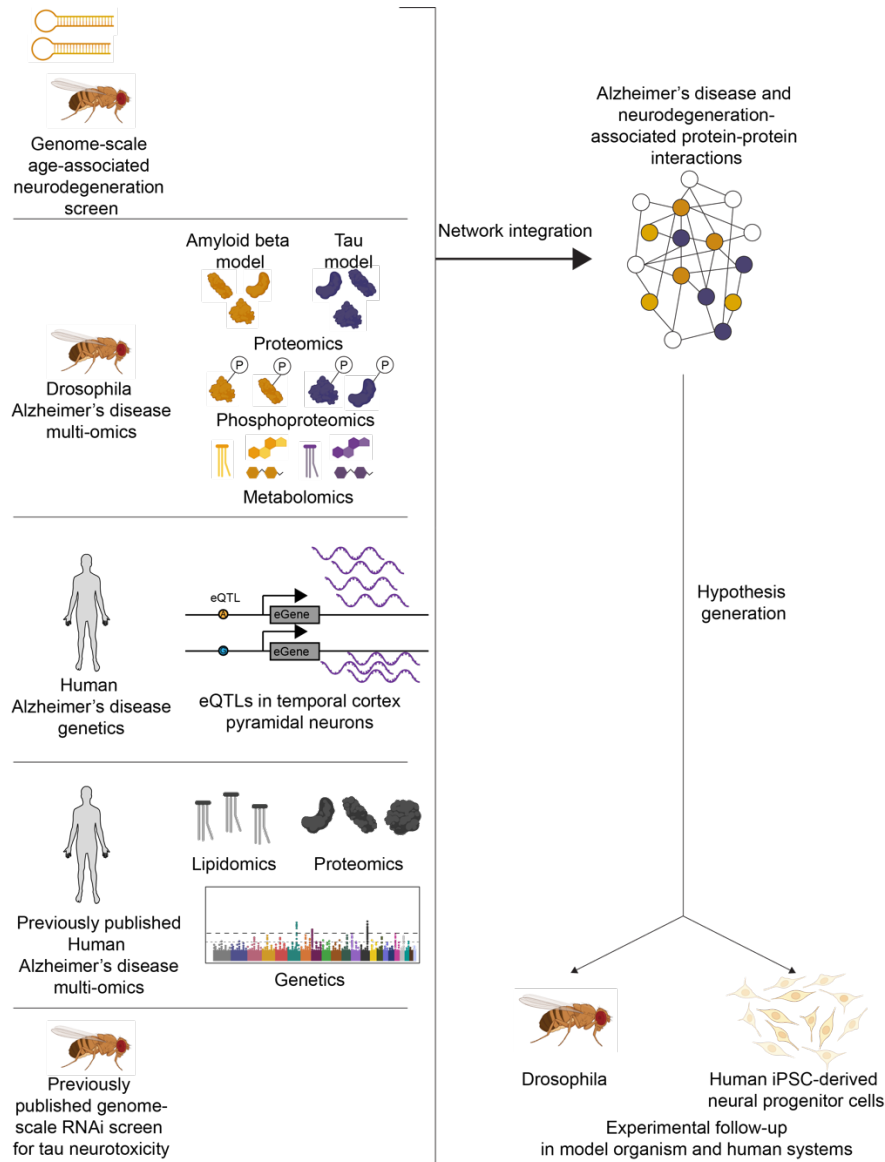 Genome-scale
age-associated
neurodegeneration
screen
Amyloid beta
model
Tau
model
Proteomics
P
P
P
P
Phosphoproteomics
Metabolomics
Drosophila
Alzheimer's disease
multi-omics
eQTL
A
eGene
eGene
eQTLs in temporal cortex
pyramidal neurons
Human
Alzheimer's disease
genetics
Lipidomics
Proteomics
Genetics
Previously published
Human
Alzheimer's disease
multi-omics
Previously
published genome-
scale RNAi screen
for tau neurotoxicity
Network integration
Alzheimer's disease and
neurodegeneration-
associated protein-protein
interactions
Hypothesis
generation
Drosophila
Human iPSC-derived
neural progenitor cells
Experimental follow-up
in model organism and human systems